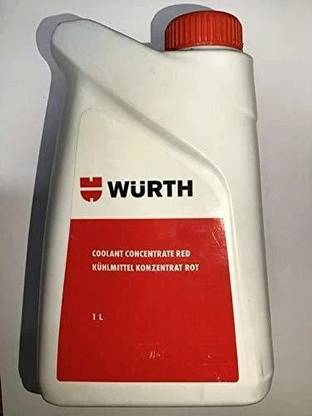 WÜRTH
COOLANT CONCENTRATE RED
KÜHLMITTEL KONZENTRAT ROT
1 L